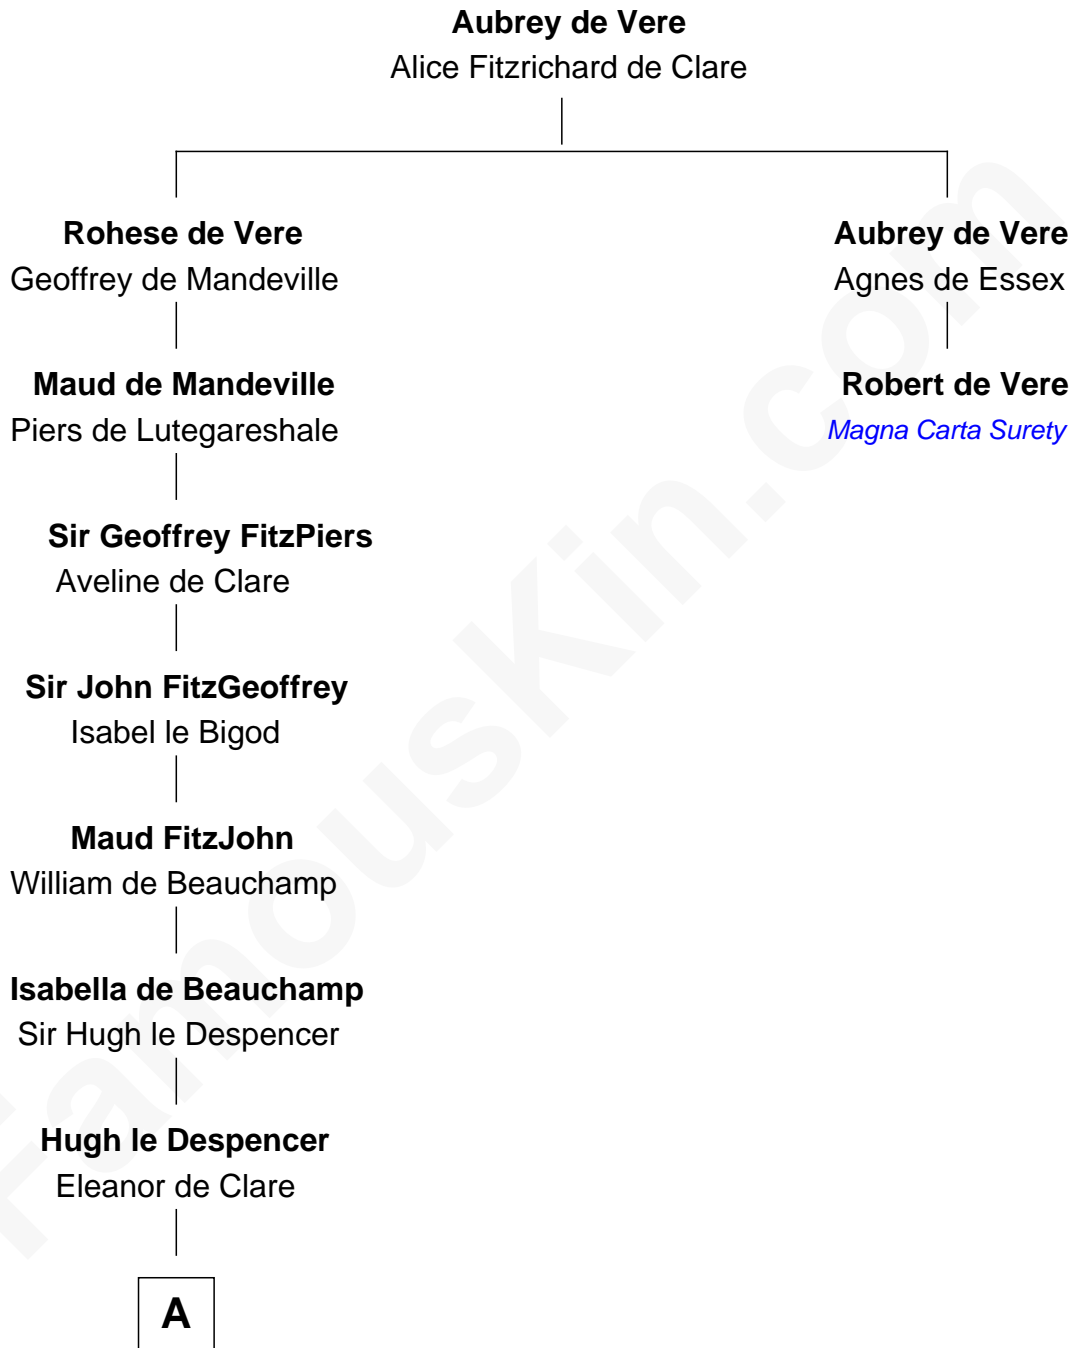 Aubrey de Vere
Alice Fitzrichard de Clare
Rohese de Vere
Geoffrey de Mandeville
Aubrey de Vere
Agnes de Essex
Maud de Mandeville
Piers de Lutegareshale
Robert de Vere
Magna Carta Surety
Sir Geoffrey FitzPiers
Aveline de Clare
Sir John FitzGeoffrey
Isabel le Bigod
Maud FitzJohn
William de Beauchamp
Isabella de Beauchamp
Sir Hugh le Despencer
Hugh le Despencer
Eleanor de Clare
A
FamousKin.com